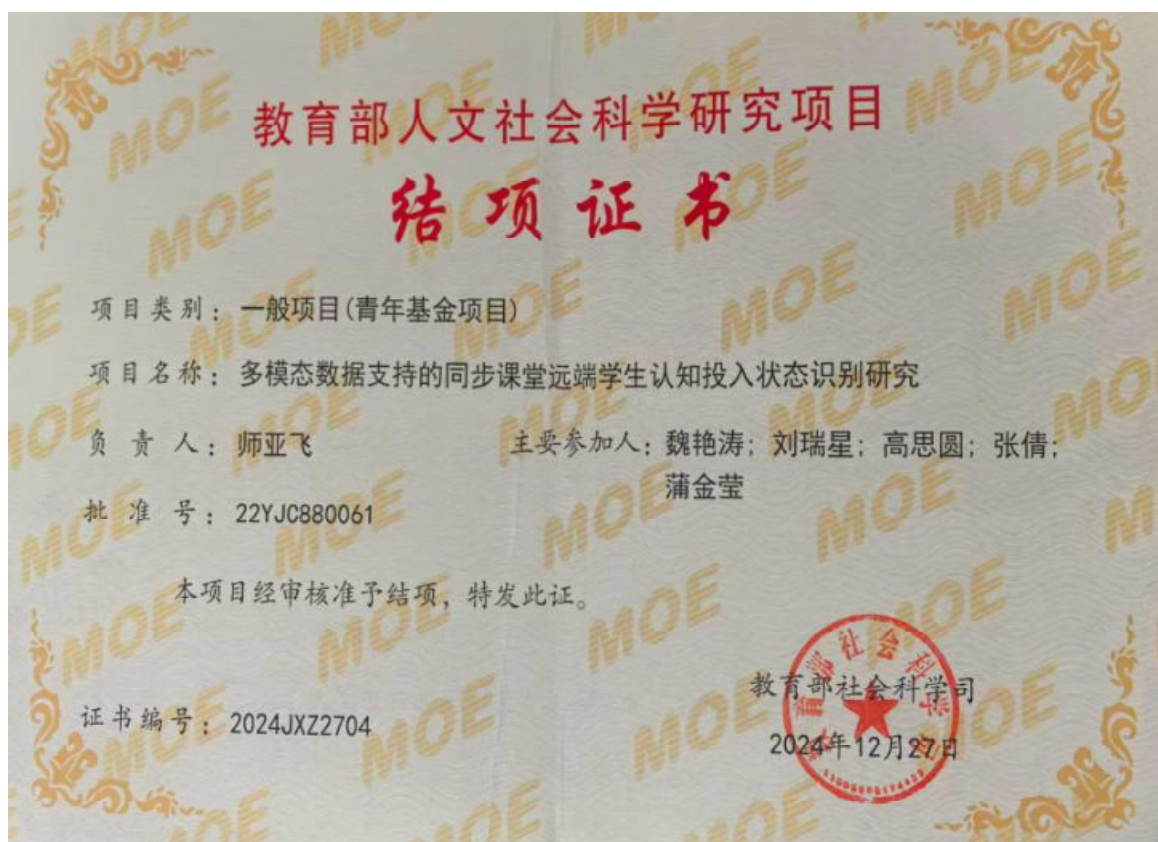 教育部人文社会科学研究项目
结项证书
项目类别：一般项目(青年基金项目)
项目名称：多模态数据支持的同步课堂远端学生认知投入状态识别研究
负责人：师亚飞 主要参加人：魏艳涛；刘瑞星；高思圆；张倩；
蒲金莹
批准号：22YJC880061
本项目经审核准予结项，特发此证。
教育部社会科学司
证书编号：2024JXZ2704
2024年12月27日
MOE